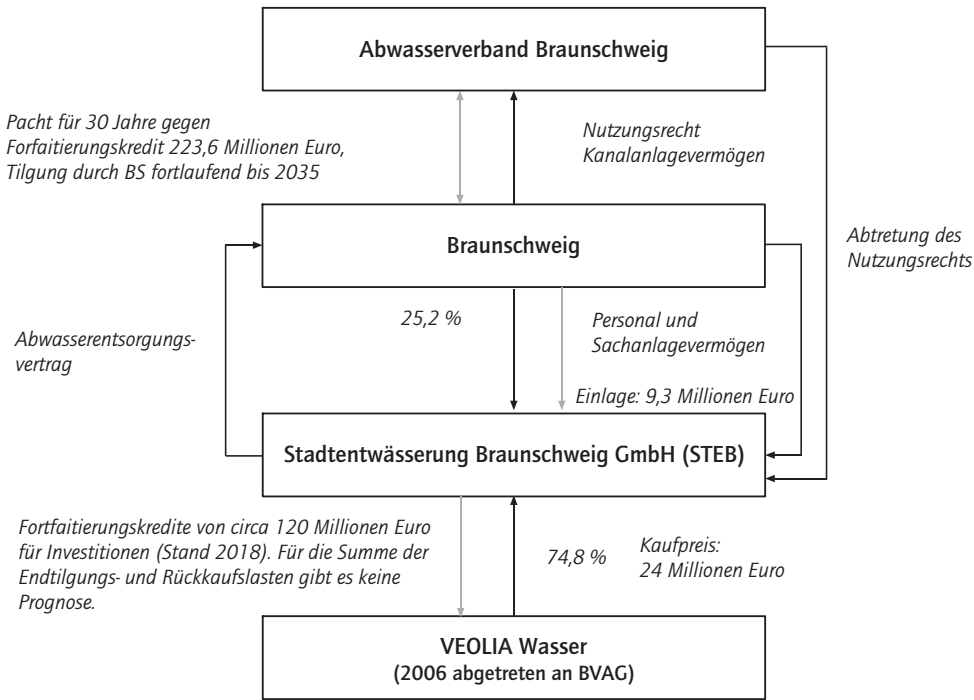 Abwasserverband Braunschweig
Pacht für 30 Jahre gegen
Forfaitierungskredit 223,6 Millionen Euro,
Tilgung durch BS fortlaufend bis 2035
Nutzungsrecht
Kanalanlagevermögen
Braunschweig
Abtretung des
Nutzungsrechts
25,2 %
Personal und
Sachanlagevermögen
Abwasserentsorgungs-
vertrag
Einlage: 9,3 Millionen Euro
Stadtentwässerung Braunschweig GmbH (STEB)
Fortfaitierungskredite von circa 120 Millionen Euro
für Investitionen (Stand 2018). Für die Summe der
Endtilgungs- und Rückkaufslasten gibt es keine
Prognose.
74,8 %
Kaufpreis:
24 Millionen Euro
VEOLIA Wasser
(2006 abgetreten an BVAG)